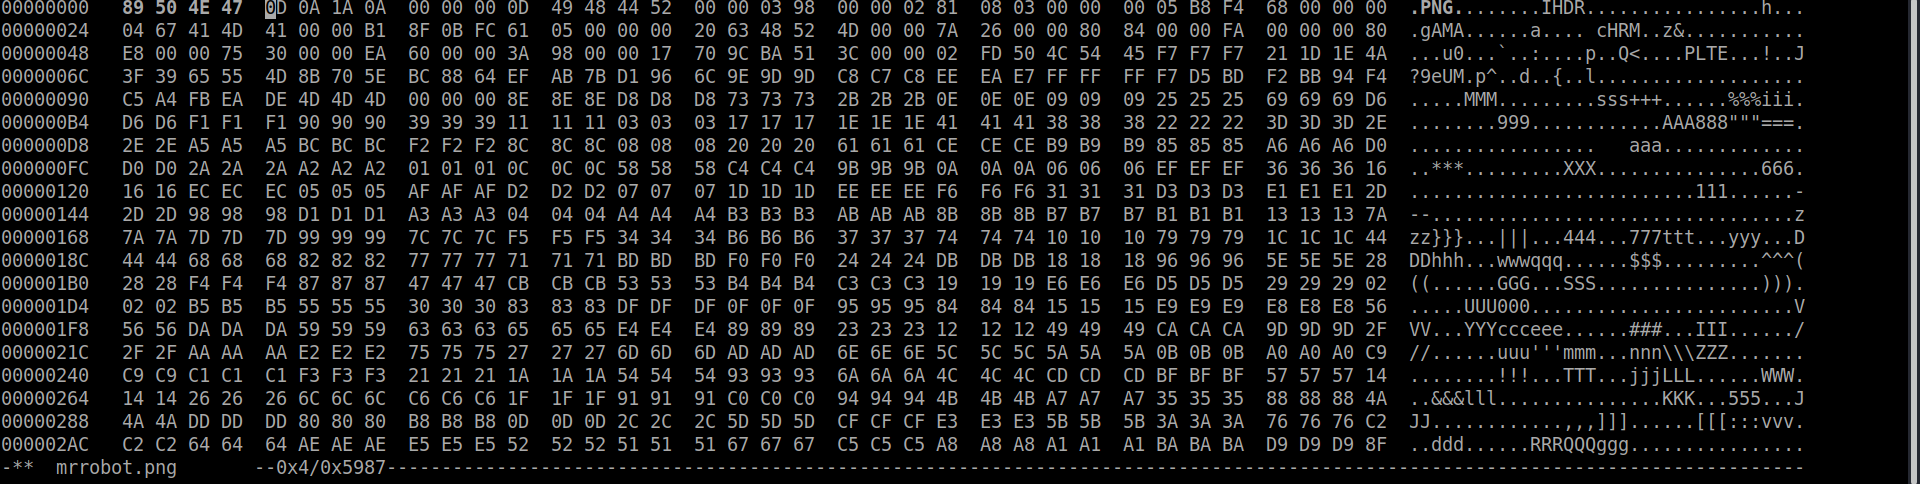 00000000 89 50 4E 47 0D 0A 1A 0A 00 00 00 0D 49 48 44 52 00 00 03 98 00 00 02 81 08 03 00 00 00 05 B8 F4 68 00 00 00 .PNG........IHDR................h...
00000024 04 67 41 4D 41 00 00 B1 8F 0B FC 61 05 00 00 00 20 63 48 52 4D 00 00 7A 26 00 00 80 84 00 00 FA 00 00 00 80 .gAMA......a.... cHRM..z&...........
00000048 E8 00 00 75 30 00 00 EA 60 00 00 3A 98 00 00 17 70 9C BA 51 3C 00 00 02 FD 50 4C 54 45 F7 F7 F7 21 1D 1E 4A ...u0...`..:....p..Q<....PLTE...!..J
0000006C 3F 39 65 55 4D 8B 70 5E BC 88 64 EF AB 7B D1 96 6C 9E 9D 9D C8 C7 C8 EE EA E7 FF FF FF F7 D5 BD F2 BB 94 F4 ?9eUM.p^..d..{..l...................
00000090 C5 A4 FB EA DE 4D 4D 4D 00 00 00 8E 8E 8E D8 D8 D8 73 73 73 2B 2B 2B 0E 0E 0E 09 09 09 25 25 25 69 69 69 D6 .....MMM.........sss+++......%%%iii.
000000B4 D6 D6 F1 F1 F1 90 90 90 39 39 39 11 11 11 03 03 03 17 17 17 1E 1E 1E 41 41 41 38 38 38 22 22 22 3D 3D 3D 2E ........999............AAA888"""===.
000000D8 2E 2E A5 A5 A5 BC BC BC F2 F2 F2 8C 8C 8C 08 08 08 20 20 20 61 61 61 CE CE CE B9 B9 B9 85 85 85 A6 A6 A6 D0 .................   aaa.............
000000FC D0 D0 2A 2A 2A A2 A2 A2 01 01 01 0C 0C 0C 58 58 58 C4 C4 C4 9B 9B 9B 0A 0A 0A 06 06 06 EF EF EF 36 36 36 16 ..***.........XXX...............666.
00000120 16 16 EC EC EC 05 05 05 AF AF AF D2 D2 D2 07 07 07 1D 1D 1D EE EE EE F6 F6 F6 31 31 31 D3 D3 D3 E1 E1 E1 2D ..........................111......-
00000144 2D 2D 98 98 98 D1 D1 D1 A3 A3 A3 04 04 04 A4 A4 A4 B3 B3 B3 AB AB AB 8B 8B 8B B7 B7 B7 B1 B1 B1 13 13 13 7A --.................................z
00000168 7A 7A 7D 7D 7D 99 99 99 7C 7C 7C F5 F5 F5 34 34 34 B6 B6 B6 37 37 37 74 74 74 10 10 10 79 79 79 1C 1C 1C 44 zz}}}...|||...444...777ttt...yyy...D
0000018C 44 44 68 68 68 82 82 82 77 77 77 71 71 71 BD BD BD F0 F0 F0 24 24 24 DB DB DB 18 18 18 96 96 96 5E 5E 5E 28 DDhhh...wwwqqq......$$$.........^^^(
000001B0 28 28 F4 F4 F4 87 87 87 47 47 47 CB CB CB 53 53 53 B4 B4 B4 C3 C3 C3 19 19 19 E6 E6 E6 D5 D5 D5 29 29 29 02 ((......GGG...SSS...............))).
000001D4 02 02 B5 B5 B5 55 55 55 30 30 30 83 83 83 DF DF DF 0F 0F 0F 95 95 95 84 84 84 15 15 15 E9 E9 E9 E8 E8 E8 56 .....UUU000........................V
000001F8 56 56 DA DA DA 59 59 59 63 63 63 65 65 65 E4 E4 E4 89 89 89 23 23 23 12 12 12 49 49 49 CA CA CA 9D 9D 9D 2F VV...YYYccceee......###...III....../
0000021C 2F 2F AA AA AA E2 E2 E2 75 75 75 27 27 27 6D 6D 6D AD AD AD 6E 6E 6E 5C 5C 5C 5A 5A 5A 0B 0B 0B A0 A0 A0 C9 //......uuu'''mmm...nnn\\\ZZZ.......
00000240 C9 C9 C1 C1 C1 F3 F3 F3 21 21 21 1A 1A 1A 54 54 54 93 93 93 6A 6A 6A 4C 4C 4C CD CD CD BF BF BF 57 57 57 14 ........!!!...TTT...jjjLLL......WWW.
00000264 14 14 26 26 26 6C 6C 6C C6 C6 C6 1F 1F 1F 91 91 91 C0 C0 C0 94 94 94 4B 4B 4B A7 A7 A7 35 35 35 88 88 88 4A ..&&&lll...............KKK...555...J
00000288 4A 4A DD DD DD 80 80 80 B8 B8 B8 0D 0D 0D 2C 2C 2C 5D 5D 5D CF CF CF E3 E3 E3 5B 5B 5B 3A 3A 3A 76 76 76 C2 JJ............,,,]]]......[[[:::vvv.
000002AC C2 C2 64 64 64 AE AE AE E5 E5 E5 52 52 52 51 51 51 67 67 67 C5 C5 C5 A8 A8 A8 A1 A1 A1 BA BA BA D9 D9 D9 8F ..ddd......RRRQQQggg................
-** mrrobot.png --0x4/0x5987---------------------------------------------------------------------------------------------------------------------------------